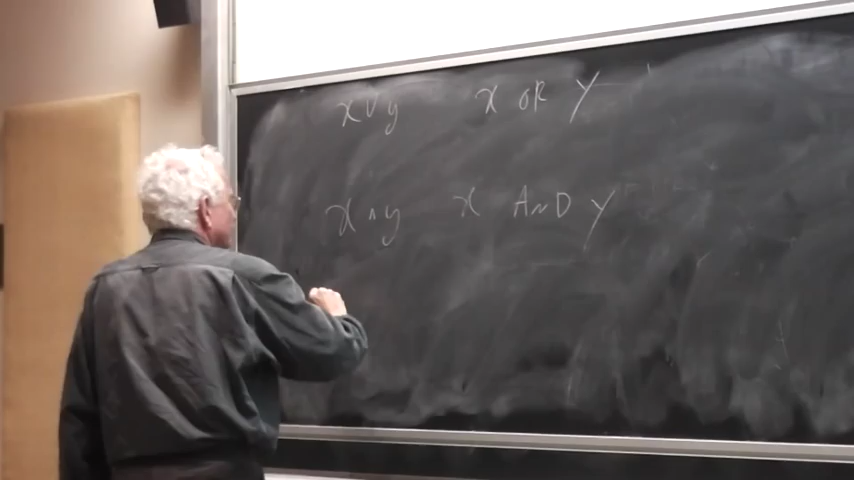 x ∨ y x OR y
x ∧ y x AND y